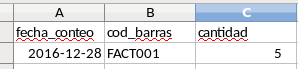 A B C
fecha_conteo cod_barras cantidad
2016-12-28 FACT001 5